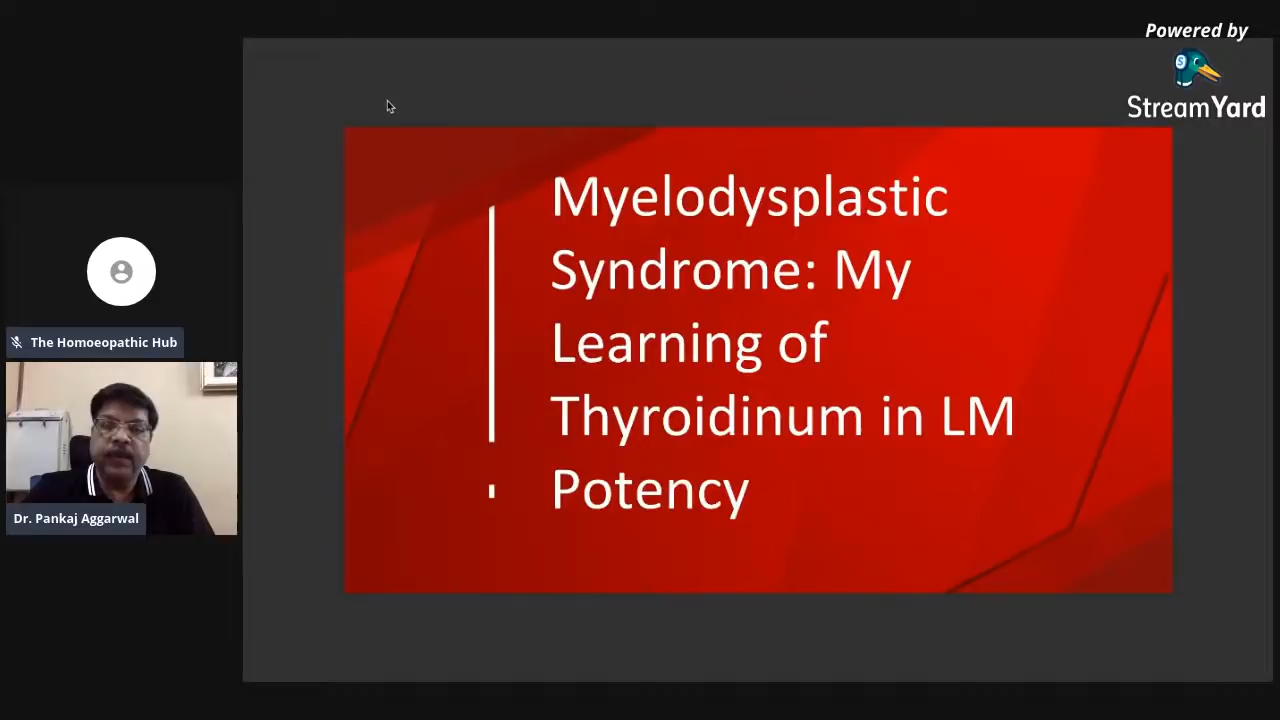 Powered by
StreamYard
Myelodysplastic
Syndrome: My
Learning of
Thyroidinum in LM
Potency
The Homoeopathic Hub
Dr. Pankaj Aggarwal